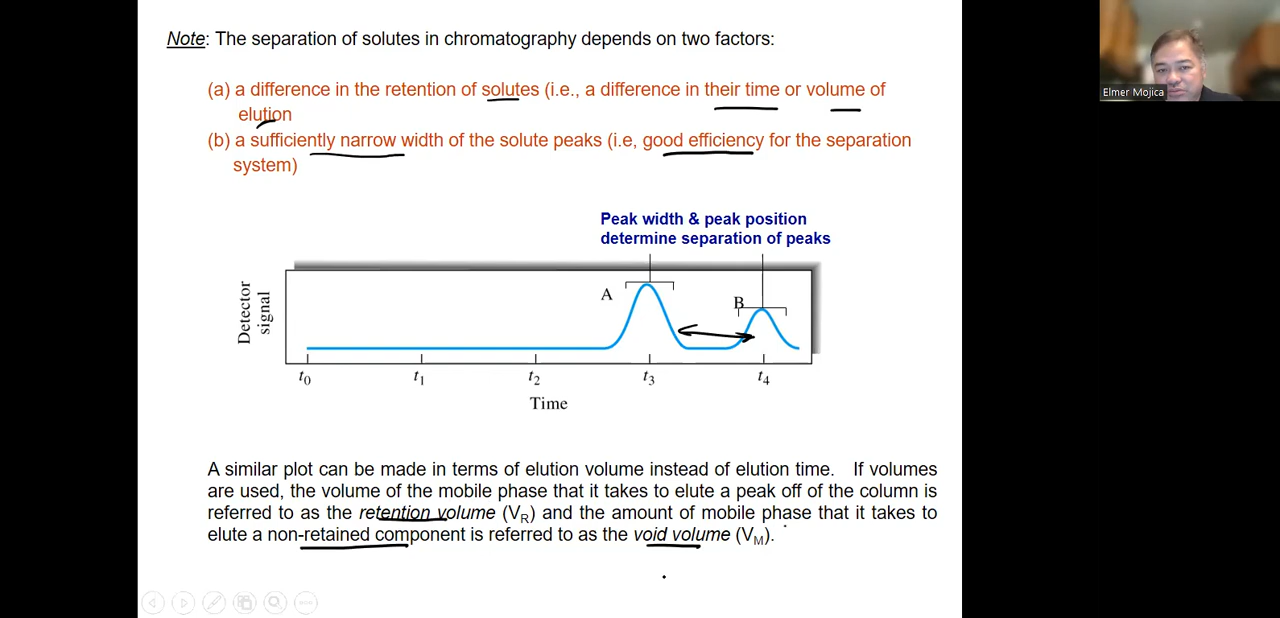 Note: The separation of solutes in chromatography depends on two factors:
(a) a difference in the retention of solutes (i.e., a difference in their time or volume of
elution
(b) a sufficiently narrow width of the solute peaks (i.e, good efficiency for the separation
system)
Elmer Mojica
Peak width & peak position
determine separation of peaks
Detector
signal
A
B
t0 t1 t2 t3 t4
Time
A similar plot can be made in terms of elution volume instead of elution time. If volumes
are used, the volume of the mobile phase that it takes to elute a peak off of the column is
referred to as the retention volume (VR) and the amount of mobile phase that it takes to
elute a non-retained component is referred to as the void volume (VM).